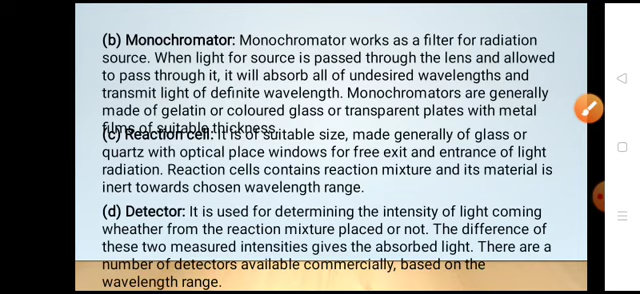 (b) Monochromator: Monochromator works as a filter for radiation
source. When light for source is passed through the lens and allowed
to pass through it, it will absorb all of undesired wavelengths and
transmit light of definite wavelength. Monochromators are generally
made of gelatin or coloured glass or transparent plates with metal
films of suitable thickness.
(c) Reaction cell: It is of suitable size, made generally of glass or
quartz with optical place windows for free exit and entrance of light
radiation. Reaction cells contains reaction mixture and its material is
inert towards chosen wavelength range.
(d) Detector: It is used for determining the intensity of light coming
wheather from the reaction mixture placed or not. The difference of
these two measured intensities gives the absorbed light. There are a
number of detectors available commercially, based on the
wavelength range.